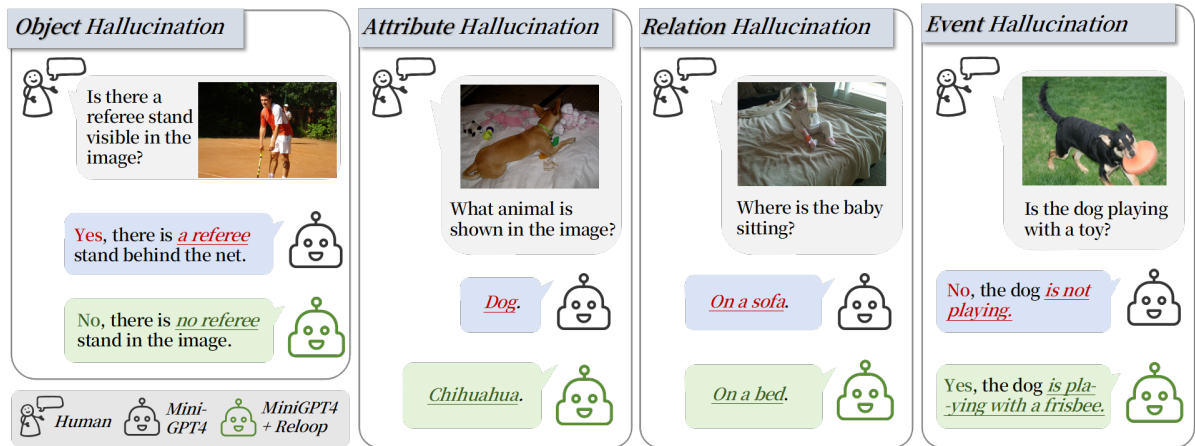 Object Hallucination
Is there a
referee stand
visible in the
image?
Yes, there is a referee
stand behind the net.
No, there is no referee
stand in the image.
Human
Mini-
GPT4
MiniGPT4
+ Reloop
Attribute Hallucination
What animal is
shown in the image?
Dog.
Chihuahua.
Relation Hallucination
Where is the baby
sitting?
On a sofa.
On a bed.
Event Hallucination
Is the dog playing
with a toy?
No, the dog is not
playing.
Yes, the dog is pla-
-ying with a frisbee.